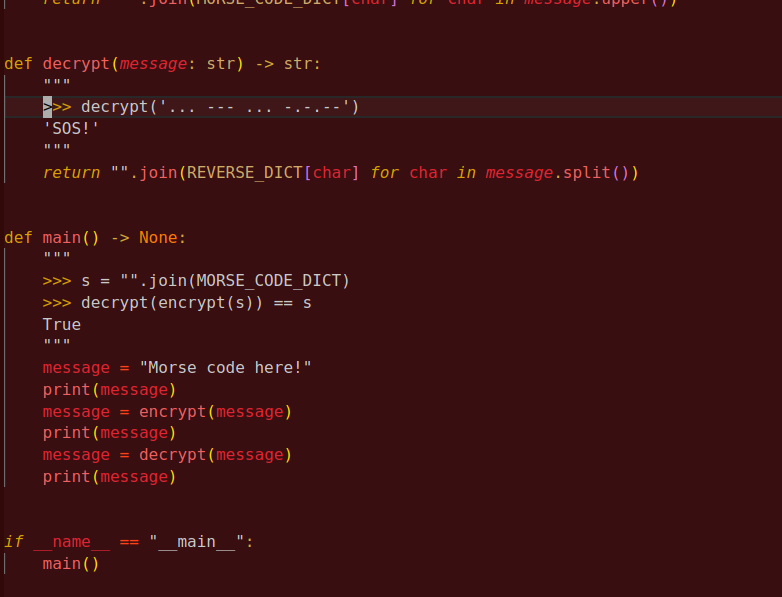 return " ".join(MORSE_CODE_DICT[char] for char in message.upper())
def decrypt(message: str) -> str:
    """
    >>> decrypt('... --- ... -.-.--')
    'SOS!'
    """
    return "".join(REVERSE_DICT[char] for char in message.split())
def main() -> None:
    """
    >>> s = "".join(MORSE_CODE_DICT)
    >>> decrypt(encrypt(s)) == s
    True
    """
    message = "Morse code here!"
    print(message)
    message = encrypt(message)
    print(message)
    message = decrypt(message)
    print(message)
if __name__ == "__main__":
    main()